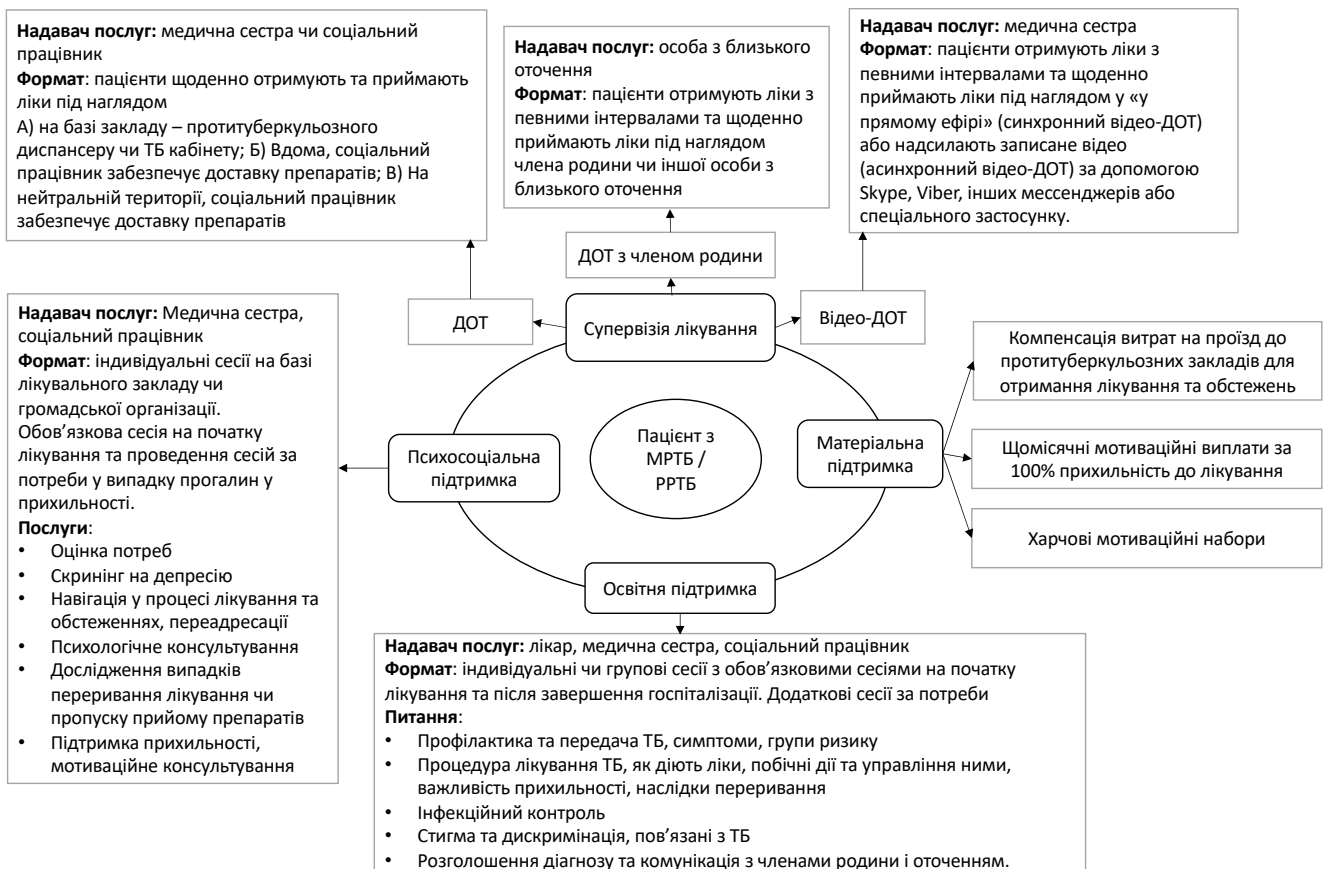 Надавач послуг: медична сестра чи соціальний
працівник
Формат: пацієнти щоденно отримують та приймають
ліки під наглядом
А) на базі закладу – протитуберкульозного
диспансеру чи ТБ кабінету; Б) Вдома, соціальний
працівник забезпечує доставку препаратів; В) На
нейтральній території, соціальний працівник
забезпечує доставку препаратів
Надавач послуг: особа з близького
оточення
Формат: пацієнти отримують ліки з
певними інтервалами та щоденно
приймають ліки під наглядом
члена родини чи іншої особи з
близького оточення
Надавач послуг: медична сестра
Формат: пацієнти отримують ліки з
певними інтервалами та щоденно
приймають ліки під наглядом у «у
прямому ефірі» (синхронний відео-ДОТ)
або надсилають записане відео
(асинхронний відео-ДОТ) за допомогою
Skype, Viber, інших мессенджерів або
спеціального застосунку.
ДОТ з членом родини
ДОТ
Супервізія лікування
Відео-ДОТ
Надавач послуг: Медична сестра,
соціальний працівник
Формат: індивідуальні сесії на базі
лікувального закладу чи
громадської організації.
Обов’язкова сесія на початку
лікування та проведення сесій за
потреби у випадку прогалин у
прихильності.
Послуги:
• Оцінка потреб
• Скринінг на депресію
• Навігація у процесі лікування та
обстеженнях, переадресації
• Психологічне консультування
• Дослідження випадків
переривання лікування чи
пропуску прийому препаратів
• Підтримка прихильності,
мотиваційне консультування
Психосоціальна
підтримка
Пацієнт з
МРТБ /
РРТБ
Матеріальна
підтримка
Компенсація витрат на проїзд до
протитуберкульозних закладів для
отримання лікування та обстежень
Щомісячні мотиваційні виплати за
100% прихильність до лікування
Харчові мотиваційні набори
Освітня підтримка
Надавач послуг: лікар, медична сестра, соціальний працівник
Формат: індивідуальні чи групові сесії з обов’язковими сесіями на початку
лікування та після завершення госпіталізації. Додаткові сесії за потреби
Питання:
• Профілактика та передача ТБ, симптоми, групи ризику
• Процедура лікування ТБ, як діють ліки, побічні дії та управління ними,
важливість прихильності, наслідки переривання
• Інфекційний контроль
• Стигма та дискримінація, пов’язані з ТБ
• Розголошення діагнозу та комунікація з членами родини і оточенням.